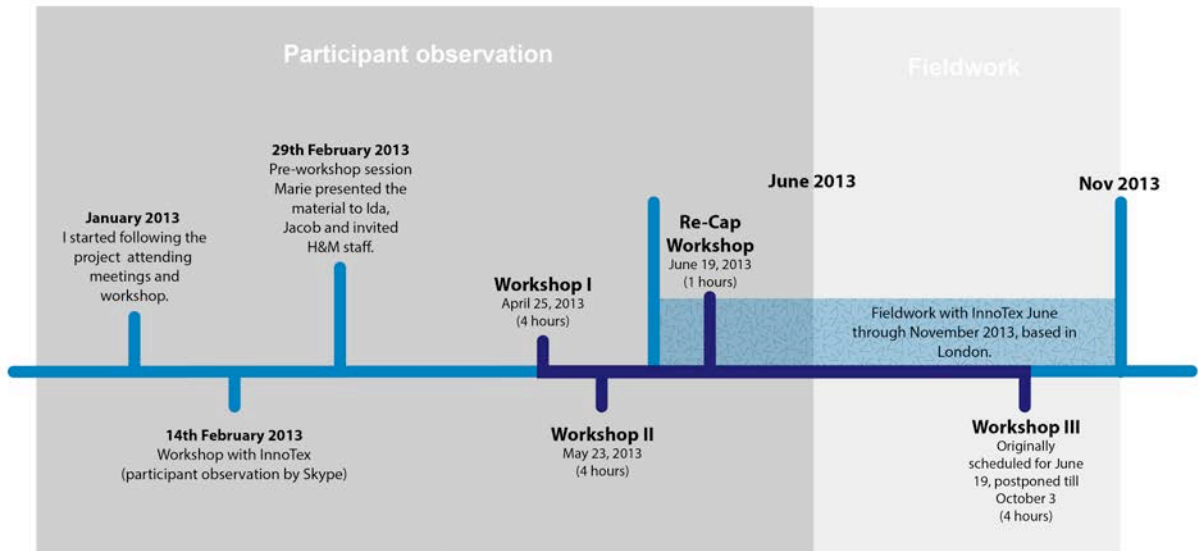 Participant observation
Fieldwork
29th February 2013
Pre-workshop session
Marie presented the
material to Ida,
Jacob and invited
H&M staff.
June 2013
Nov 2013
January 2013
I started following the
project attending
meetings and
workshop.
Re-Cap
Workshop
June 19, 2013
(1 hours)
Workshop I
April 25, 2013
(4 hours)
Fieldwork with InnoTex June
through November 2013, based in
London.
14th February 2013
Workshop with InnoTex
(participant observation by Skype)
Workshop II
May 23, 2013
(4 hours)
Workshop III
Originally
scheduled for June
19, postponed till
October 3
(4 hours)